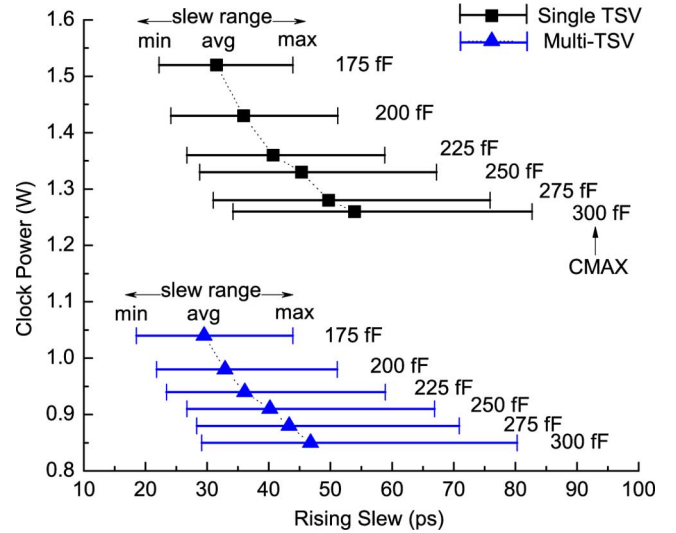 Single TSV
Multi-TSV
slew range
min avg max
175 fF
200 fF
225 fF
250 fF
275 fF
300 fF
CMAX
slew range
min avg max
175 fF
200 fF
225 fF
250 fF
275 fF
300 fF
1.6
1.5
1.4
1.3
1.2
1.1
1.0
0.9
0.8
Clock Power (W)
10 20 30 40 50 60 70 80 90 100
Rising Slew (ps)